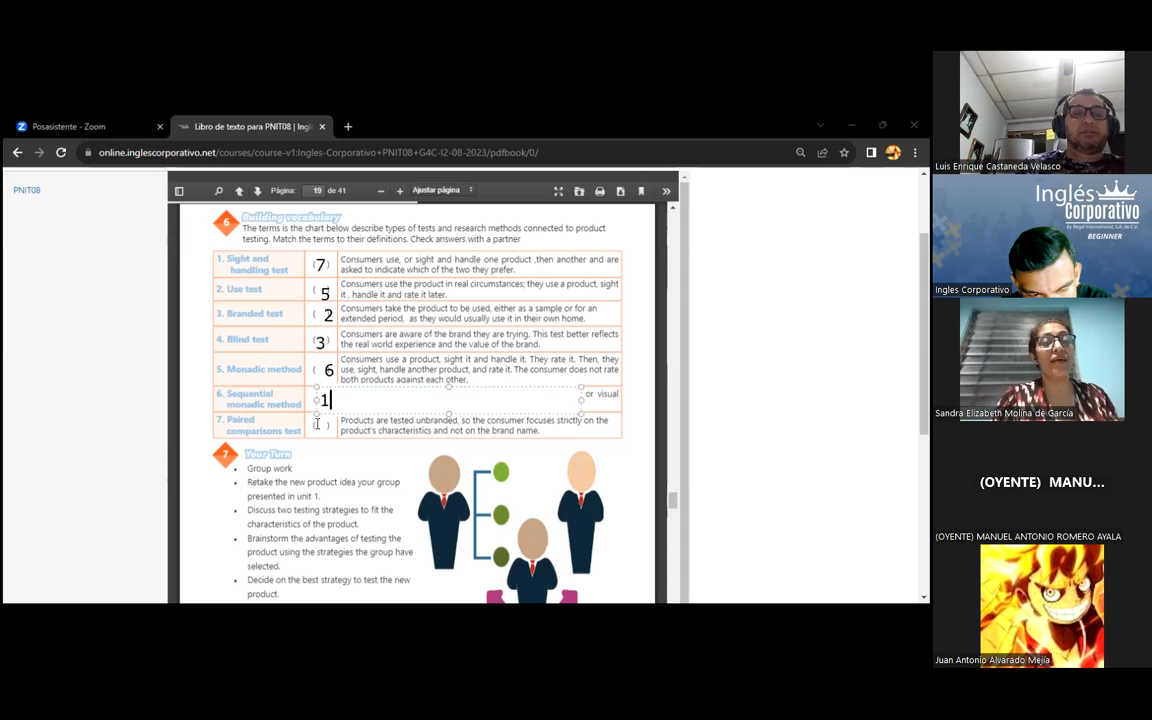 Posasistente - Zoom
Libro de texto para PNIT08 | Ingl
online.inglescorporativo.net/courses/course-v1:Ingles-Corporativo+PNIT08+G4C-I2-08-2023/pdfbook/0/
PNIT08
Página: 19 de 41
Ajustar página
6 Building vocabulary
The terms is the chart below describe types of tests and research methods connected to product
testing. Match the terms to their definitions. Check answers with a partner
1. Sight and
handling test
(7)
Consumers use, or sight and handle one product ,then another and are
asked to indicate which of the two they prefer.
2. Use test
( 5
Consumers use the product in real circumstances; they use a product, sight
it , handle it and rate it later.
3. Branded test
( 2
Consumers take the product to be used, either as a sample or for an
extended period, as they would usually use it in their own home.
4. Blind test
(3)
Consumers are aware of the brand they are trying. This test better reflects
the real world experience and the value of the brand.
5. Monadic method
( 6
Consumers use a product, sight it and handle it. They rate it. Then, they
use, sight, handle another product, and rate it. The consumer does not rate
both products against each other.
6. Sequential
monadic method
1
or visual
7. Paired
comparisons test
( )
Products are tested unbranded, so the consumer focuses strictly on the
product's characteristics and not on the brand name.
7 Your Turn
• Group work
• Retake the new product idea your group
presented in unit 1.
• Discuss two testing strategies to fit the
characteristics of the product.
• Brainstorm the advantages of testing the
product using the strategies the group have
selected.
• Decide on the best strategy to test the new
product.
Luis Enrique Castaneda Velasco
Inglés
Corporativo
By Regal International, S.A. de C.V.
BEGINNER
Ingles Corporativo
Sandra Elizabeth Molina de García
(OYENTE) MANU...
(OYENTE) MANUEL ANTONIO ROMERO AYALA
Juan Antonio Alvarado Mejía